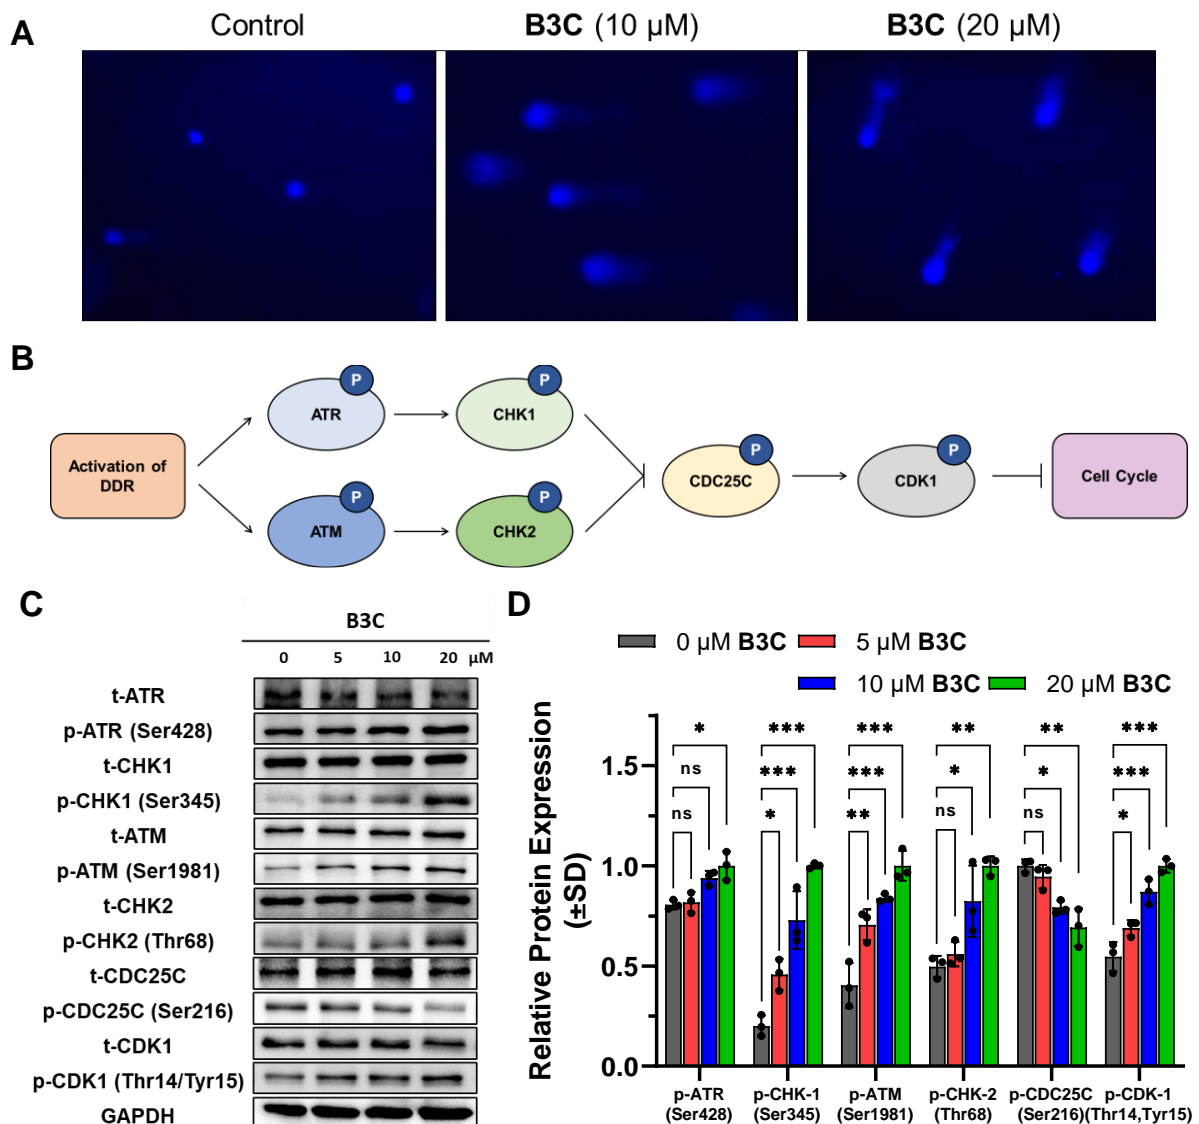 A
Control
B3C (10 µM)
B3C (20 µM)
B
P
P
ATR
CHK1
P
Activation of
DDR
CDC25C
P
CDK1
Cell Cycle
P
P
ATM
CHK2
C
B3C
0 5 10 20 µM
t-ATR
p-ATR (Ser428)
t-CHK1
p-CHK1 (Ser345)
t-ATM
p-ATM (Ser1981)
t-CHK2
p-CHK2 (Thr68)
t-CDC25C
p-CDC25C (Ser216)
t-CDK1
p-CDK1 (Thr14/Tyr15)
GAPDH
D
0 µM B3C
5 µM B3C
10 µM B3C
20 µM B3C
Relative Protein Expression
(±SD)
1.5
1.0
0.5
0.0
* ns ns
*** *** *
*** *** **
** * ns
** * ns
*** *** *
p-ATR
(Ser428)
p-CHK-1
(Ser345)
p-ATM
(Ser1981)
p-CHK-2
(Thr68)
p-CDC25C
(Ser216)
p-CDK-1
(Thr14,Tyr15)